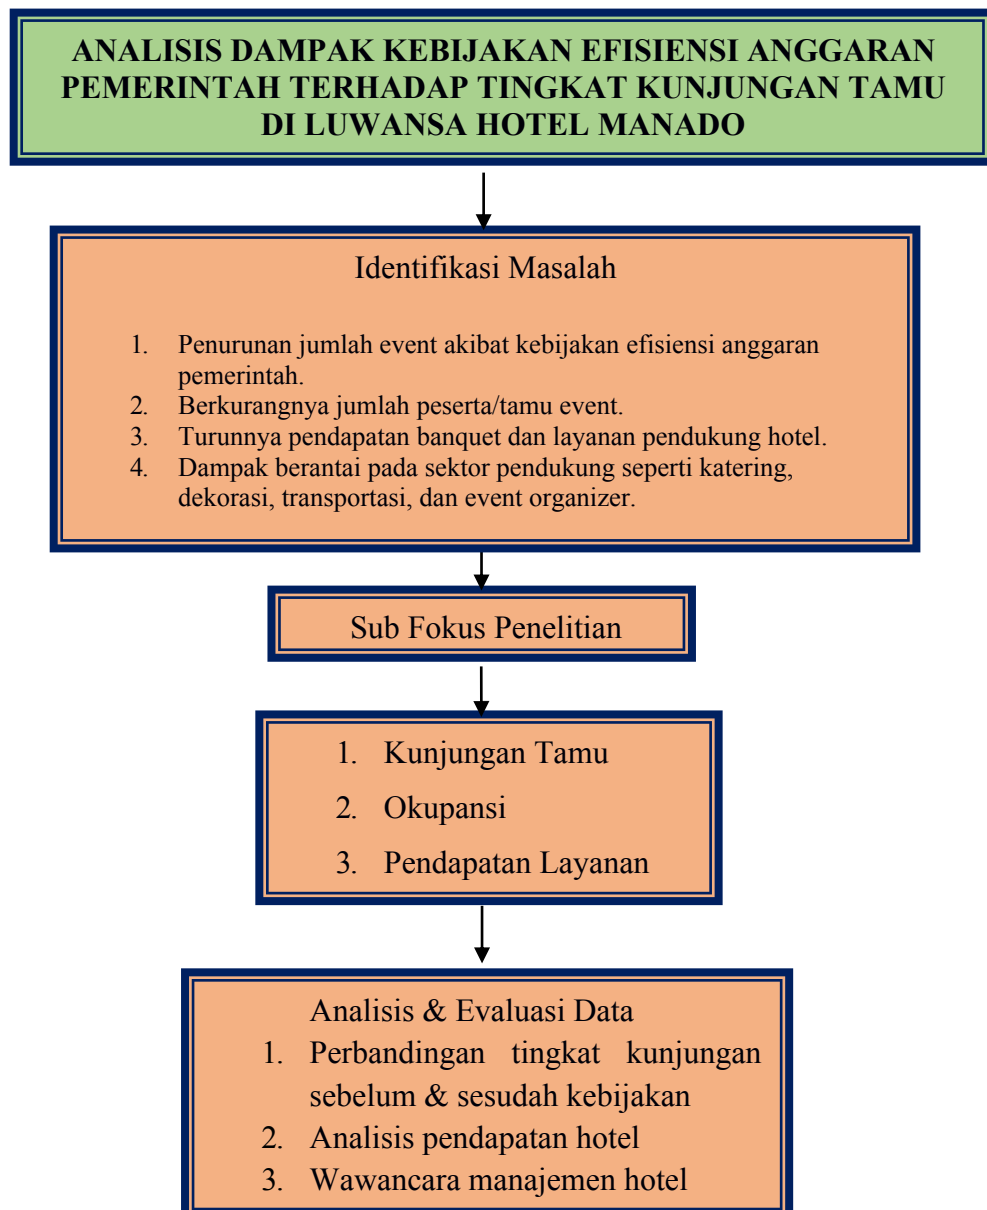 ANALISIS DAMPAK KEBIJAKAN EFISIENSI ANGGARAN
PEMERINTAH TERHADAP TINGKAT KUNJUNGAN TAMU
DI LUWANSA HOTEL MANADO
Identifikasi Masalah
1. Penurunan jumlah event akibat kebijakan efisiensi anggaran
pemerintah.
2. Berkurangnya jumlah peserta/tamu event.
3. Turunnya pendapatan banquet dan layanan pendukung hotel.
4. Dampak berantai pada sektor pendukung seperti katering,
dekorasi, transportasi, dan event organizer.
Sub Fokus Penelitian
1. Kunjungan Tamu
2. Okupansi
3. Pendapatan Layanan
Analisis & Evaluasi Data
1. Perbandingan tingkat kunjungan
sebelum & sesudah kebijakan
2. Analisis pendapatan hotel
3. Wawancara manajemen hotel